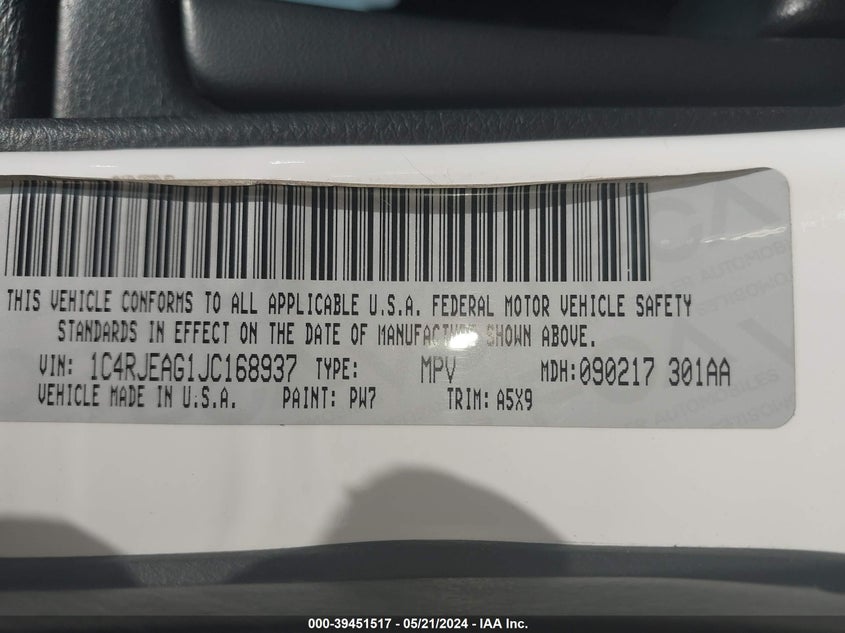 THIS VEHICLE CONFORMS TO ALL APPLICABLE U.S.A. FEDERAL MOTOR VEHICLE SAFETY
STANDARDS IN EFFECT ON THE DATE OF MANUFACTURE SHOWN ABOVE.
VIN: 1C4RJEAG1JC168937 TYPE: MPV MDH: 090217 301AA
VEHICLE MADE IN U.S.A. PAINT: PW7 TRIM: A5X9
000-39451517 - 05/21/2024 - IAA Inc.